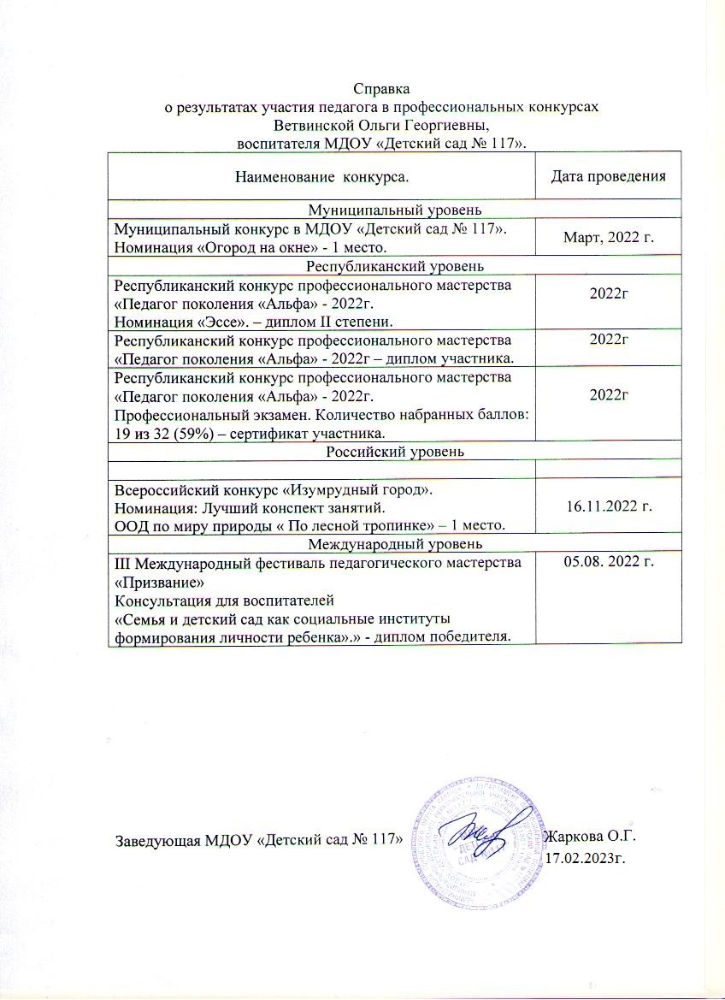 Справка
о результатах участия педагога в профессиональных конкурсах
Ветвинской Ольги Георгиевны,
воспитателя МДОУ «Детский сад № 117».
Наименование конкурса.
Дата проведения
Муниципальный уровень
Муниципальный конкурс в МДОУ «Детский сад № 117».
Номинация «Огород на окне» - 1 место.
Март, 2022 г.
Республиканский уровень
Республиканский конкурс профессионального мастерства
«Педагог поколения «Альфа» - 2022г.
Номинация «Эссе». – диплом II степени.
2022г
Республиканский конкурс профессионального мастерства
«Педагог поколения «Альфа» - 2022г – диплом участника.
2022г
Республиканский конкурс профессионального мастерства
«Педагог поколения «Альфа» - 2022г.
Профессиональный экзамен. Количество набранных баллов:
19 из 32 (59%) – сертификат участника.
2022г
Российский уровень
Всероссийский конкурс «Изумрудный город».
Номинация: Лучший конспект занятий.
ООД по миру природы « По лесной тропинке» – 1 место.
16.11.2022 г.
Международный уровень
III Международный фестиваль педагогического мастерства
«Призвание»
Консультация для воспитателей
«Семья и детский сад как социальные институты
формирования личности ребенка».» - диплом победителя.
05.08. 2022 г.
Заведующая МДОУ «Детский сад № 117»
Жаркова О.Г.
17.02.2023г.